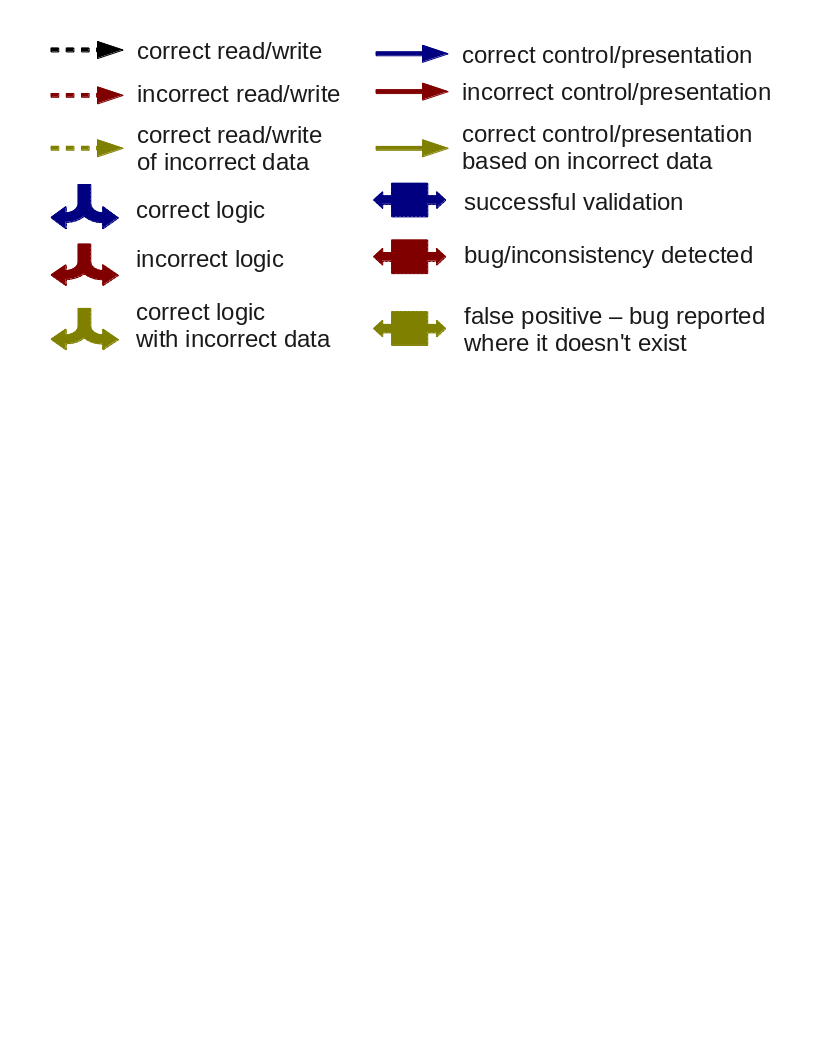 correct read/write
incorrect read/write
correct read/write
of incorrect data
correct logic
incorrect logic
correct logic
with incorrect data
correct control/presentation
incorrect control/presentation
correct control/presentation
based on incorrect data
successful validation
bug/inconsistency detected
false positive – bug reported
where it doesn't exist